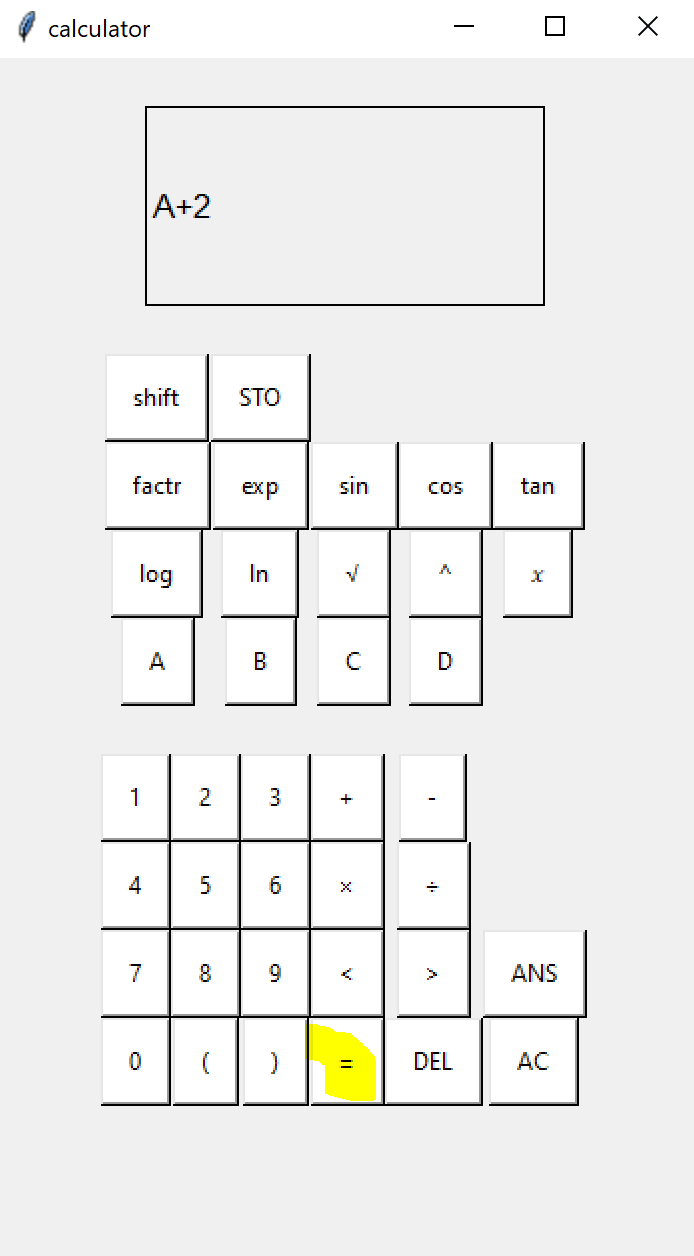 calculator
A+2
shift STO
factr exp sin cos tan
log ln √ ^ x
A B C D
1 2 3 + -
4 5 6 × ÷
7 8 9 < > ANS
0 ( ) = DEL AC